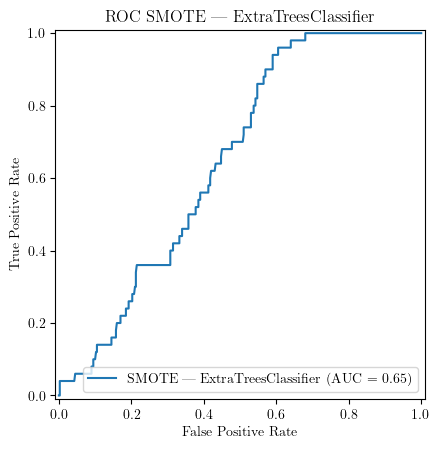 ROC SMOTE — ExtraTreesClassifier
1.0
0.8
0.6
0.4
0.2
0.0
True Positive Rate
SMOTE — ExtraTreesClassifier (AUC = 0.65)
0.0 0.2 0.4 0.6 0.8 1.0
False Positive Rate